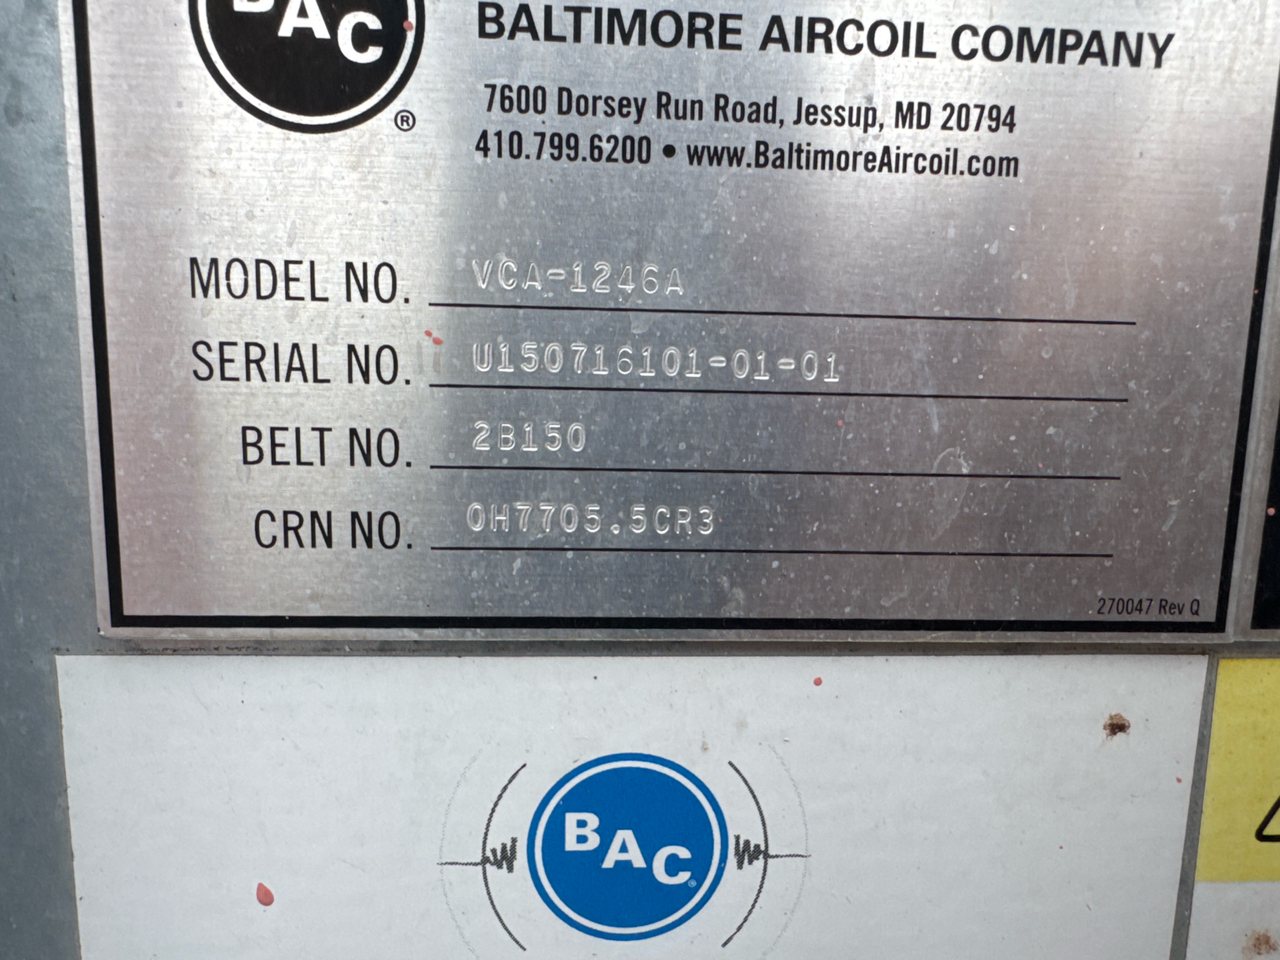 BAC
®
BALTIMORE AIRCOIL COMPANY
7600 Dorsey Run Road, Jessup, MD 20794
410.799.6200 • www.BaltimoreAircoil.com
MODEL NO. VCA-1246A
SERIAL NO. U150716101-01-01
BELT NO. 2B150
CRN NO. 0H7705.5CR3
270047 Rev Q
BAC®